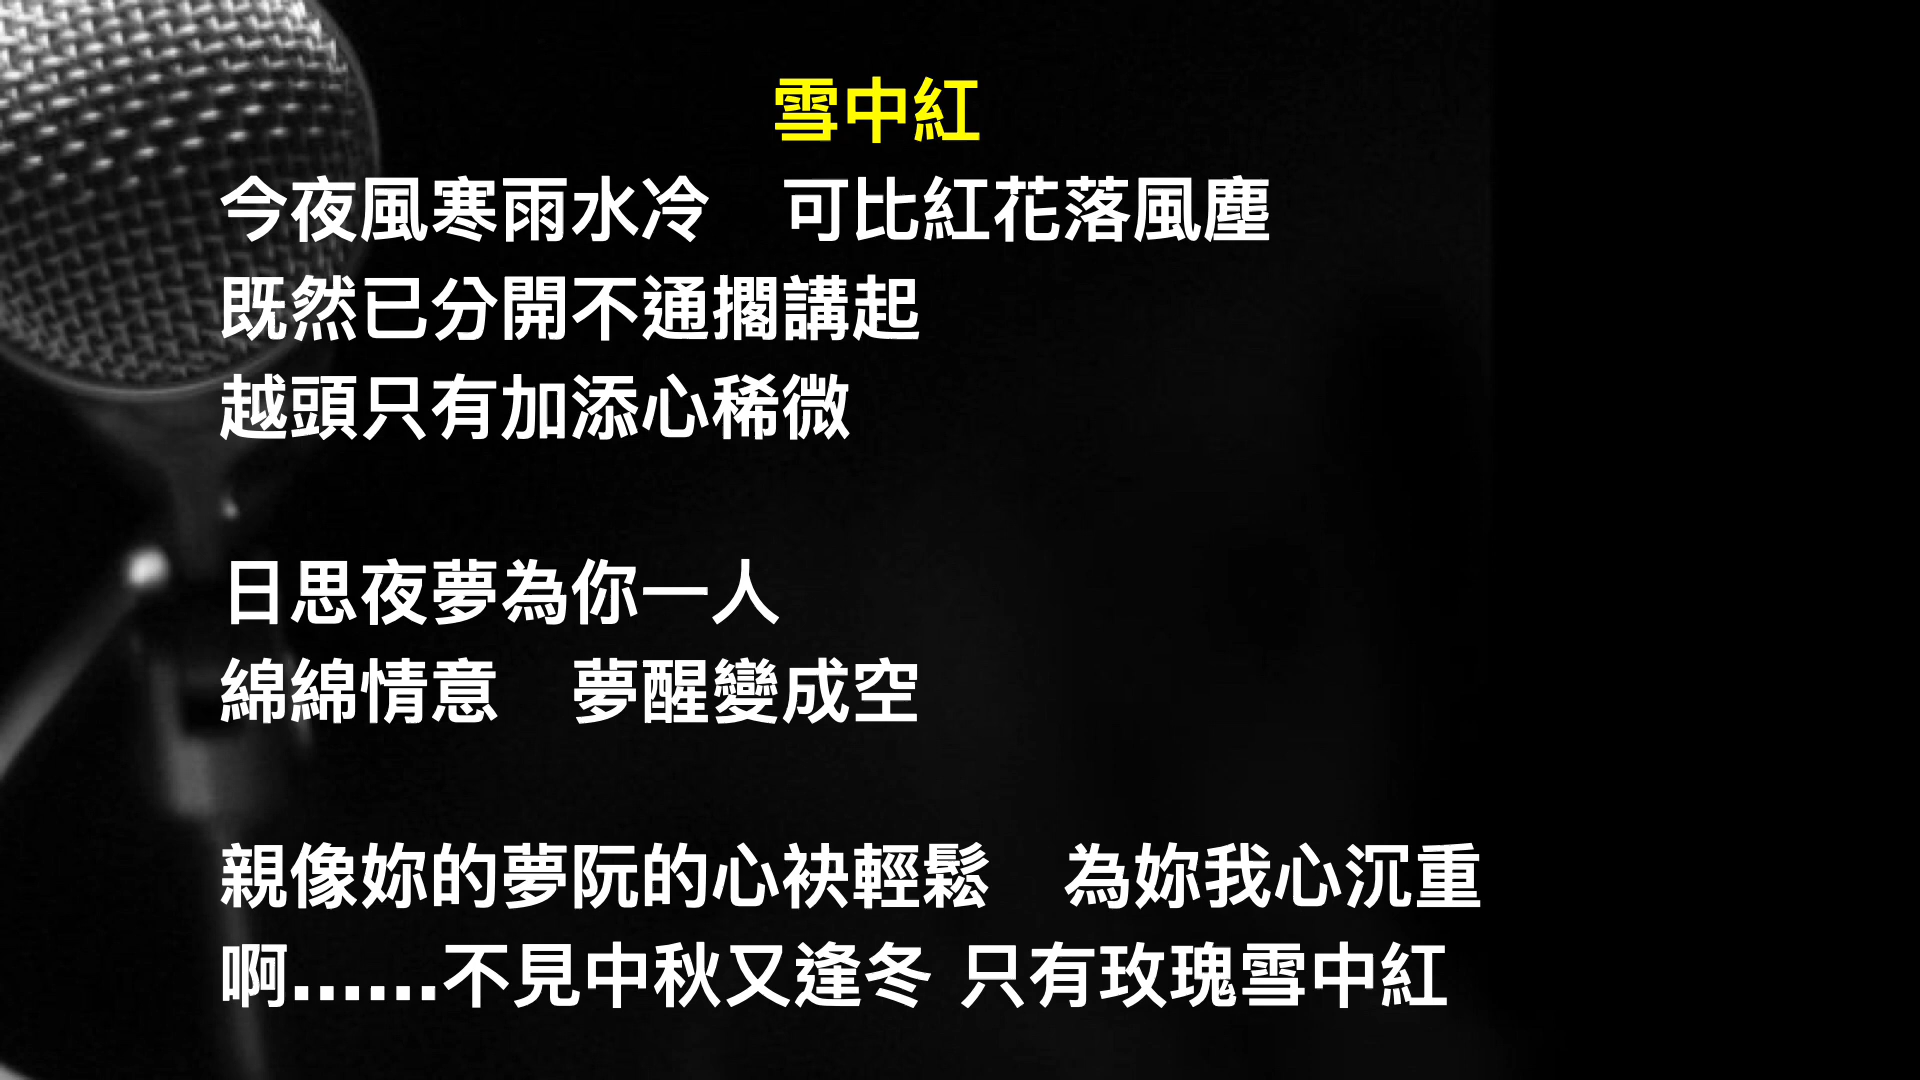 雪中紅
今夜風寒雨水冷　可比紅花落風塵
既然已分開不通擱講起
越頭只有加添心稀微
日思夜夢為你一人
綿綿情意　夢醒變成空
親像妳的夢阮的心袂輕鬆　為妳我心沉重
啊......不見中秋又逢冬 只有玫瑰雪中紅